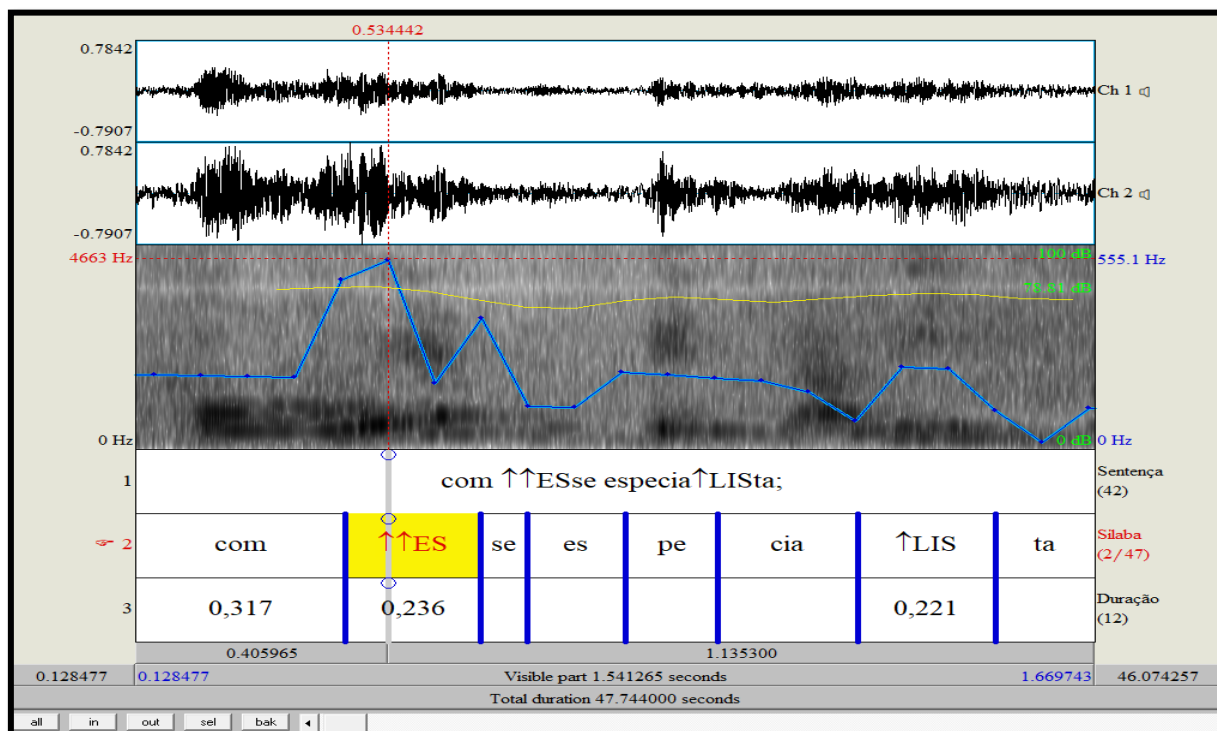 0.534442
0.7842
Ch 1
-0.7907
0.7842
Ch 2
-0.7907
4663 Hz 100 dB 555.1 Hz
78.81 dB
0 Hz 0 dB 0 Hz
1 com ↑↑ESse especia↑LISta; Sentença
(42)
2 com ↑↑ES se es pe cia ↑LIS ta Sílaba
(2/47)
3 0,317 0,236 0,221 Duração
(12)
0.405965 1.135300
0.128477 0.128477 Visible part 1.541265 seconds 1.669743 46.074257
Total duration 47.744000 seconds
all in out sel bak